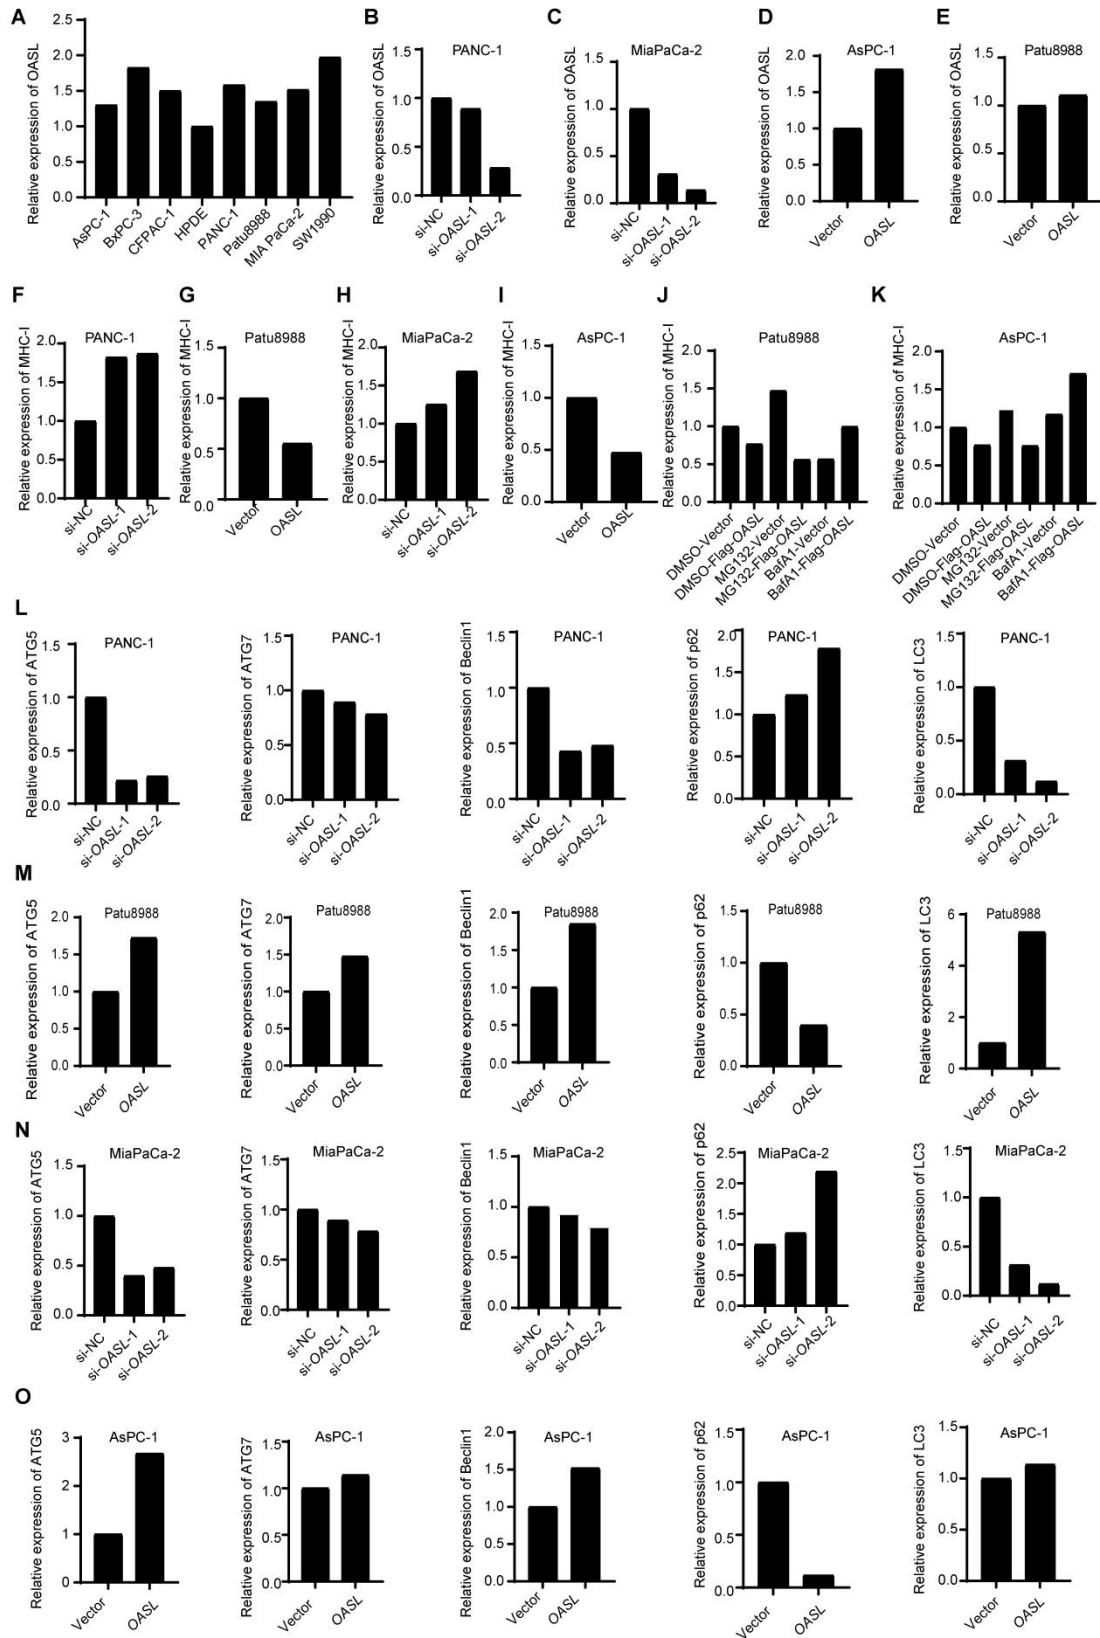 A
Relative expression of OASL
2.5
2.0
1.5
1.0
0.5
0.0
AsPC-1
BxPC-3
CFPAC-1
HPDE
PANC-1
Patu8988
MIA PaCa-2
SW1990
B
PANC-1
Relative expression of OASL
1.5
1.0
0.5
0.0
si-NC
si-OASL-1
si-OASL-2
C
MiaPaCa-2
Relative expression of OASL
1.5
1.0
0.5
0.0
si-NC
si-OASL-1
si-OASL-2
D
AsPC-1
Relative expression of OASL
2.0
1.5
1.0
0.5
0.0
Vector
OASL
E
Patu8988
Relative expression of OASL
1.5
1.0
0.5
0.0
Vector
OASL
F
PANC-1
Relative expression of MHC-I
2.0
1.5
1.0
0.5
0.0
si-NC
si-OASL-1
si-OASL-2
G
Patu8988
Relative expression of MHC-I
1.5
1.0
0.5
0.0
Vector
OASL
H
MiaPaCa-2
Relative expression of MHC-I
2.0
1.5
1.0
0.5
0.0
si-NC
si-OASL-1
si-OASL-2
I
AsPC-1
Relative expression of MHC-I
1.5
1.0
0.5
0.0
Vector
OASL
J
Patu8988
Relative expression of MHC-I
2.0
1.5
1.0
0.5
0.0
DMSO-Vector
DMSO-Flag-OASL
MG132-Vector
MG132-Flag-OASL
BafA1-Vector
BafA1-Flag-OASL
K
AsPC-1
Relative expression of MHC-I
2.0
1.5
1.0
0.5
0.0
DMSO-Vector
DMSO-Flag-OASL
MG132-Vector
MG132-Flag-OASL
BafA1-Vector
BafA1-Flag-OASL
L
PANC-1
Relative expression of ATG5
1.5
1.0
0.5
0.0
si-NC
si-OASL-1
si-OASL-2
PANC-1
Relative expression of ATG7
1.5
1.0
0.5
0.0
si-NC
si-OASL-1
si-OASL-2
PANC-1
Relative expression of Beclin1
1.5
1.0
0.5
0.0
si-NC
si-OASL-1
si-OASL-2
PANC-1
Relative expression of p62
2.0
1.5
1.0
0.5
0.0
si-NC
si-OASL-1
si-OASL-2
PANC-1
Relative expression of LC3
1.5
1.0
0.5
0.0
si-NC
si-OASL-1
si-OASL-2
M
Patu8988
Relative expression of ATG5
2.0
1.5
1.0
0.5
0.0
Vector
OASL
Patu8988
Relative expression of ATG7
2.0
1.5
1.0
0.5
0.0
Vector
OASL
Patu8988
Relative expression of Beclin1
2.0
1.5
1.0
0.5
0.0
Vector
OASL
Patu8988
Relative expression of p62
1.5
1.0
0.5
0.0
Vector
OASL
Patu8988
Relative expression of LC3
6
4
2
0
Vector
OASL
N
MiaPaCa-2
Relative expression of ATG5
1.5
1.0
0.5
0.0
si-NC
si-OASL-1
si-OASL-2
MiaPaCa-2
Relative expression of ATG7
1.5
1.0
0.5
0.0
si-NC
si-OASL-1
si-OASL-2
MiaPaCa-2
Relative expression of Beclin1
1.5
1.0
0.5
0.0
si-NC
si-OASL-1
si-OASL-2
MiaPaCa-2
Relative expression of p62
2.5
2.0
1.5
1.0
0.5
0.0
si-NC
si-OASL-1
si-OASL-2
MiaPaCa-2
Relative expression of LC3
1.5
1.0
0.5
0.0
si-NC
si-OASL-1
si-OASL-2
O
AsPC-1
Relative expression of ATG5
3
2
1
0
Vector
OASL
AsPC-1
Relative expression of ATG7
1.5
1.0
0.5
0.0
Vector
OASL
AsPC-1
Relative expression of Beclin1
2.0
1.5
1.0
0.5
0.0
Vector
OASL
AsPC-1
Relative expression of p62
1.5
1.0
0.5
0.0
Vector
OASL
AsPC-1
Relative expression of LC3
1.5
1.0
0.5
0.0
Vector
OASL